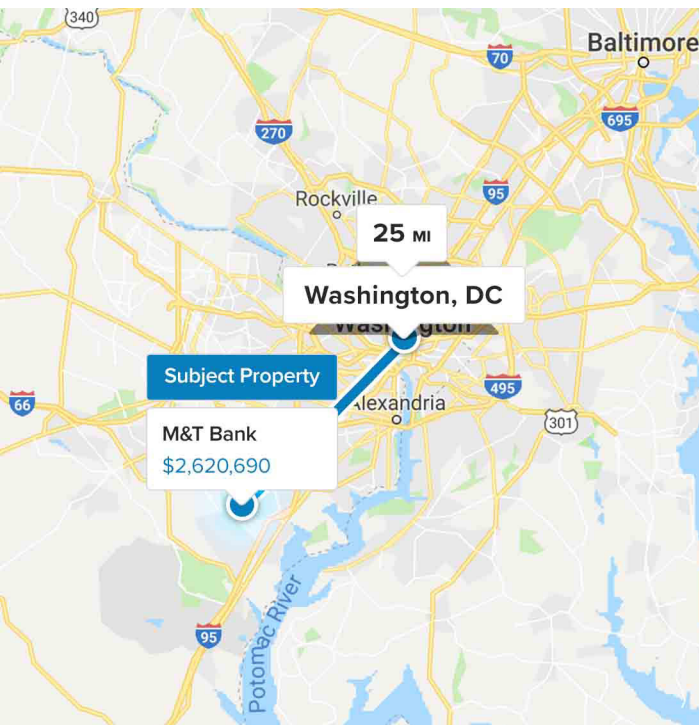 340
70
Baltimore
695
270
95
Rockville
25 MI
Washington, DC
Washington
Subject Property
495
66
Alexandria
301
M&T Bank
$2,620,690
95
Potomac River